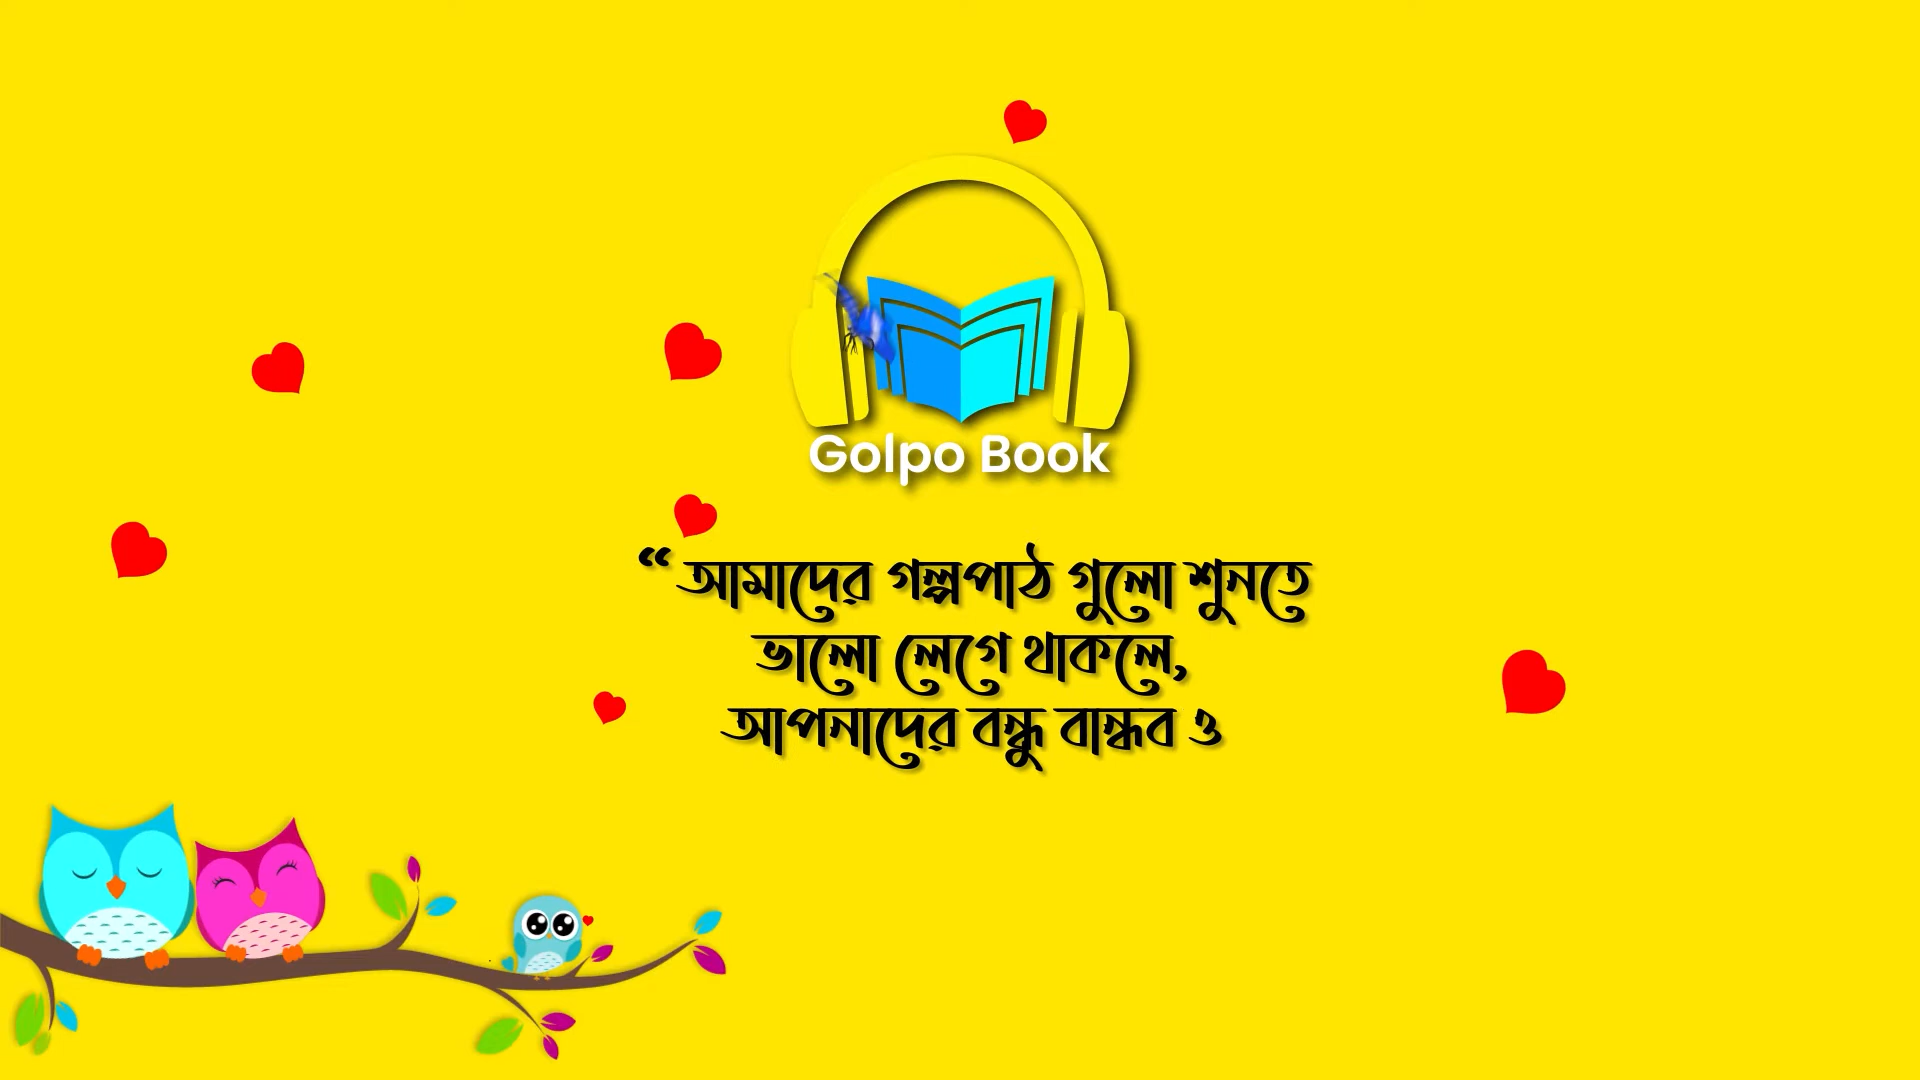 Golpo Book
“আমাদের গল্পপাঠ গুলো শুনতে
ভালো লেগে থাকলে,
আপনাদের বন্ধু বান্ধব ও